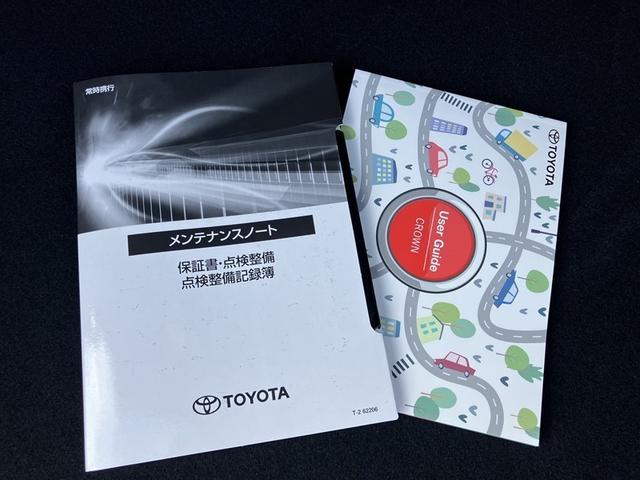 常時携行
メンテナンスノート
保証書・点検整備
点検整備記録簿
TOYOTA
T-2 62206
TOYOTA
User Guide
CROWN